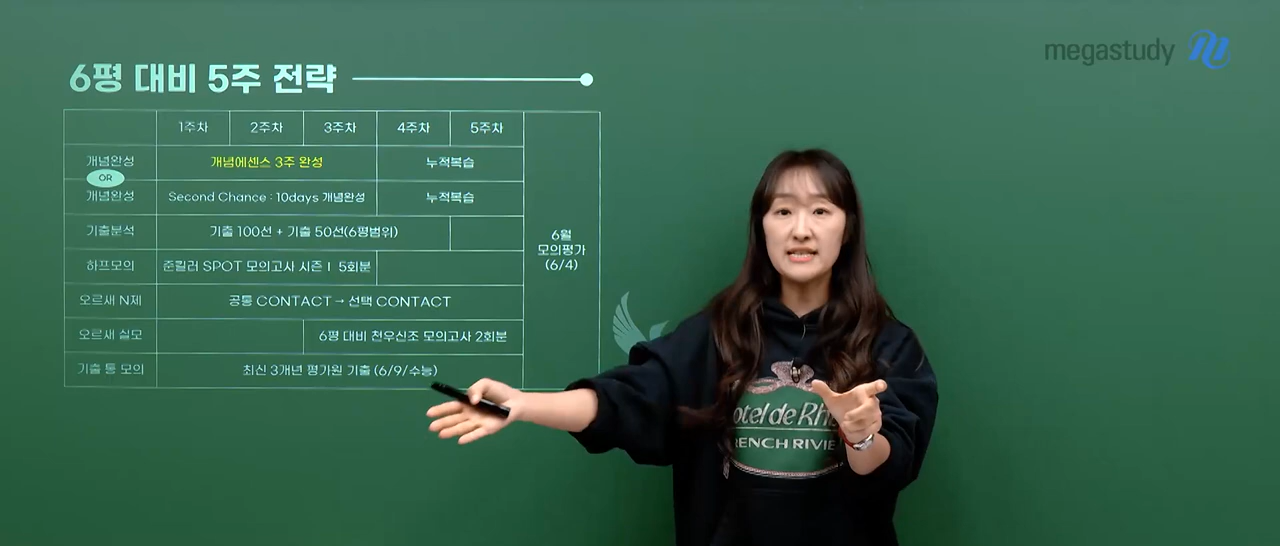 megastudy
6평 대비 5주 전략
1주차 2주차 3주차 4주차 5주차
개념완성 개념에센스 3주 완성 누적복습
OR
개념완성 Second Chance : 10days 개념완성 누적복습
기출분석 기출 100선 + 기출 50선(6평범위)
하프모의 준킬러 SPOT 모의고사 시즌 I 5회분
오르새 N제 공통 CONTACT → 선택 CONTACT
오르새 실모 6평 대비 천우신조 모의고사 2회분
기출 통 모의 최신 3개년 평가원 기출 (6/9/수능)
6월
모의평가
(6/4)
otel de Rh
RENCH RIVIE